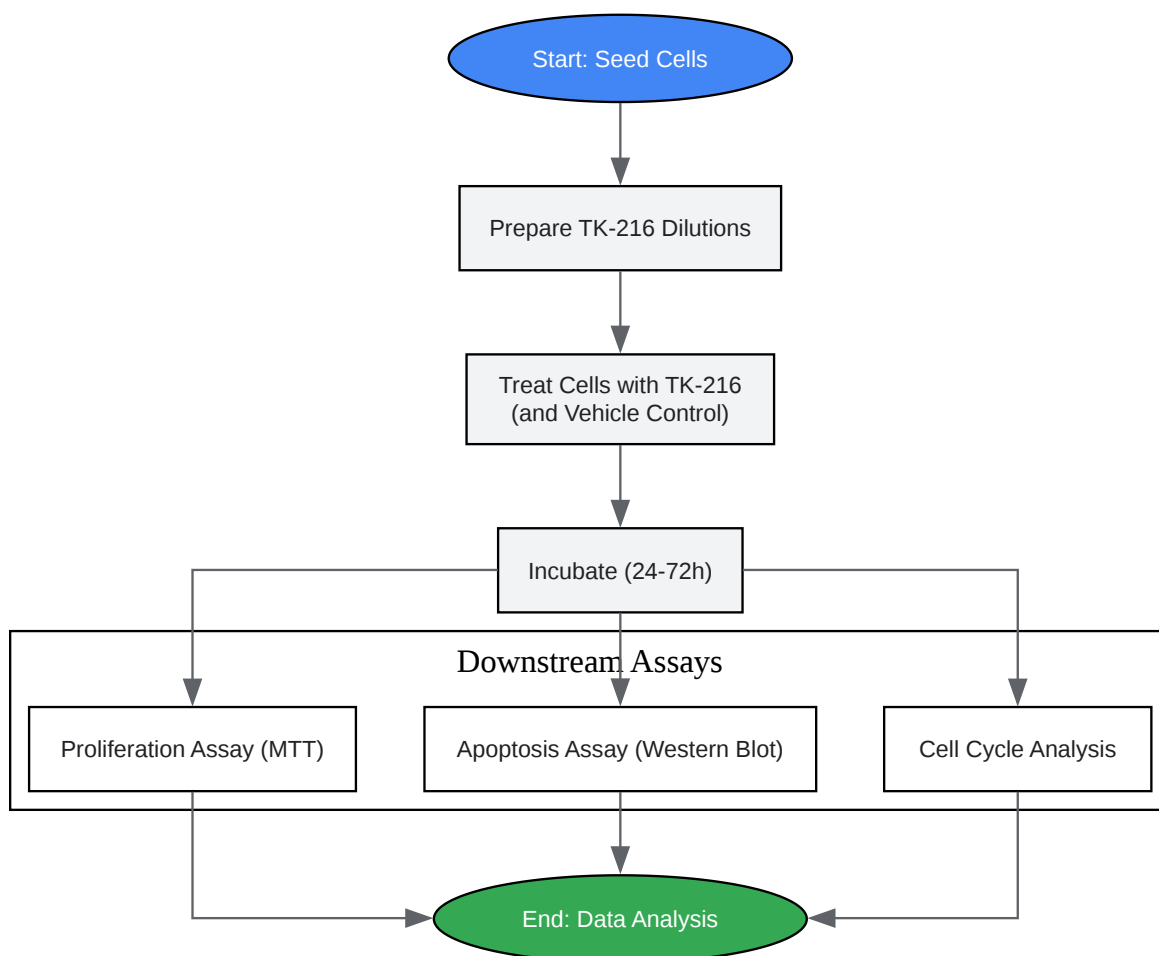 Start: Seed Cells
Prepare TK-216 Dilutions
Treat Cells with TK-216
(and Vehicle Control)
Incubate (24-72h)
Downstream Assays
Proliferation Assay (MTT)
Apoptosis Assay (Western Blot)
Cell Cycle Analysis
End: Data Analysis